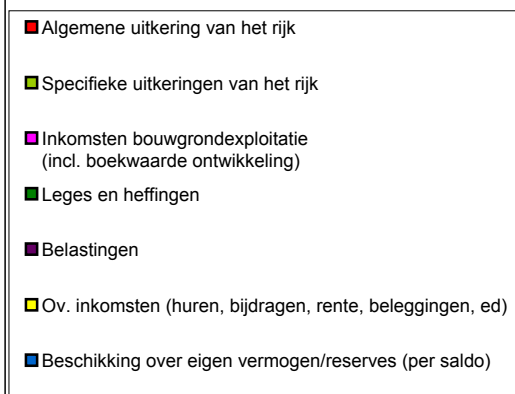 Algemene uitkering van het rijk
Specifieke uitkeringen van het rijk
Inkomsten bouwgrondexploitatie
(incl. boekwaarde ontwikkeling)
Leges en heffingen
Belastingen
Ov. inkomsten (huren, bijdragen, rente, beleggingen, ed)
Beschikking over eigen vermogen/reserves (per saldo)